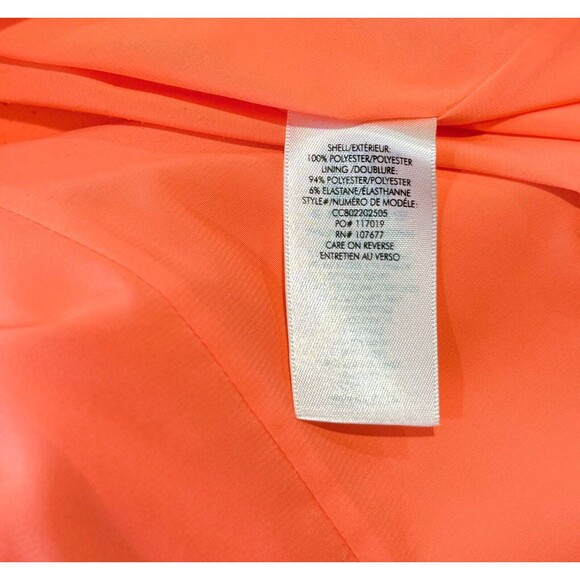 SHELL/EXTÉRIEUR:
100% POLYESTER/POLYESTER
LINING /DOUBLURE:
94% POLYESTER/POLYESTER
6% ELASTANE/ÉLASTHANNE
STYLE#/NUMÉRO DE MODÈLE:
CC802202505
PO# 117019
RN# 107677
CARE ON REVERSE
ENTRETIEN AU VERSO